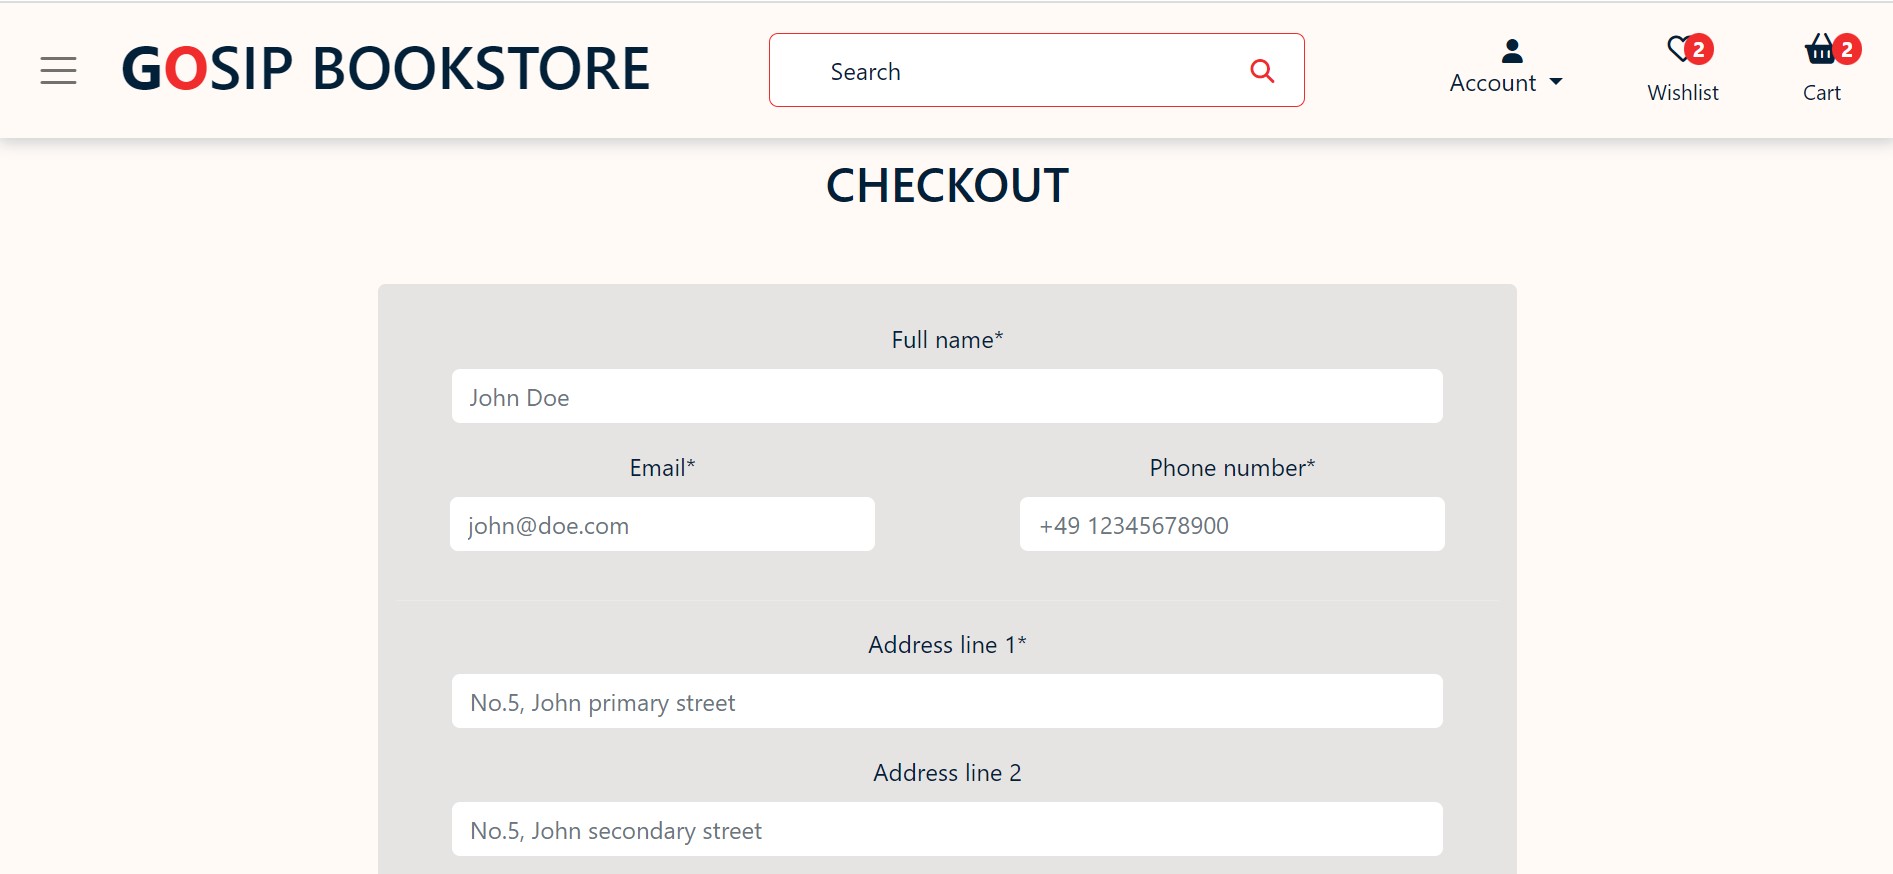 GOSIP BOOKSTORE
Search
Account
2
Wishlist
2
Cart
CHECKOUT
Full name*
John Doe
Email*
Phone number*
john@doe.com
+49 12345678900
Address line 1*
No.5, John primary street
Address line 2
No.5, John secondary street